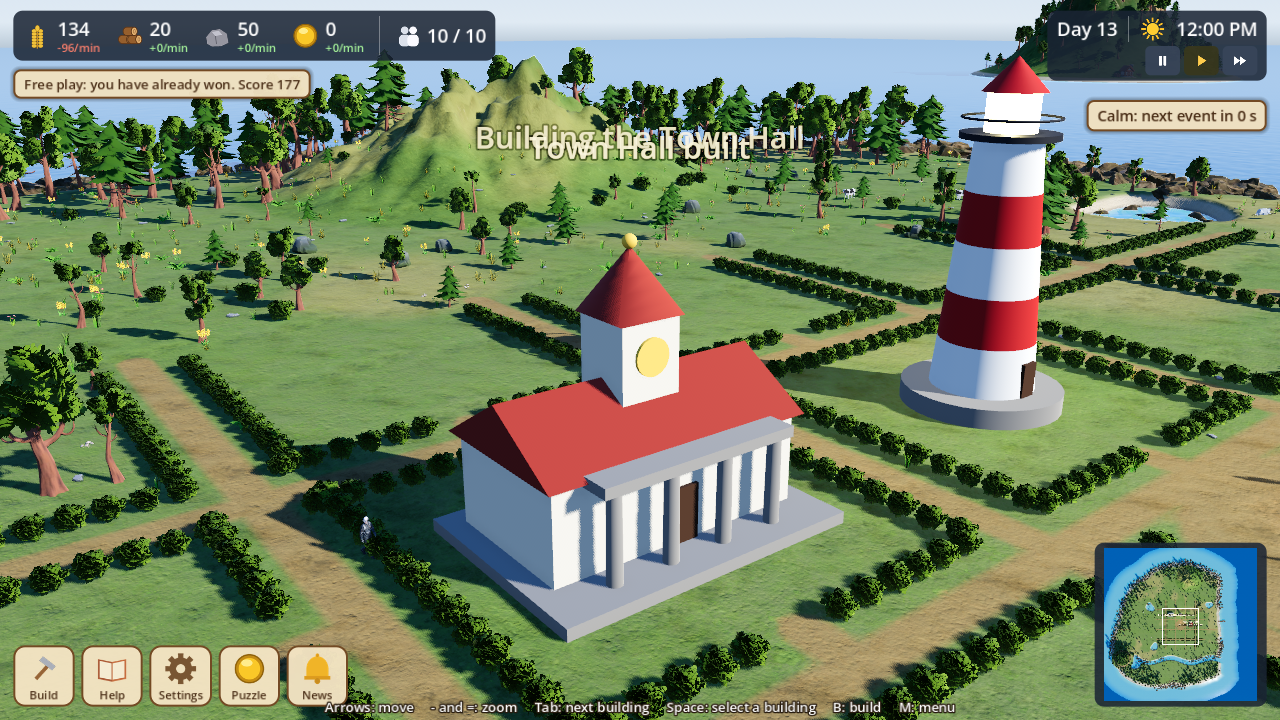 134
-96/min
20
+0/min
50
+0/min
0
+0/min
10 / 10
Day 13
12:00 PM
Free play: you have already won. Score 177
Calm: next event in 0 s
Building the Town Hall
Town Hall built
Build
Help
Settings
Puzzle
News
Arrows: move - and =: zoom Tab: next building Space: select a building B: build M: menu